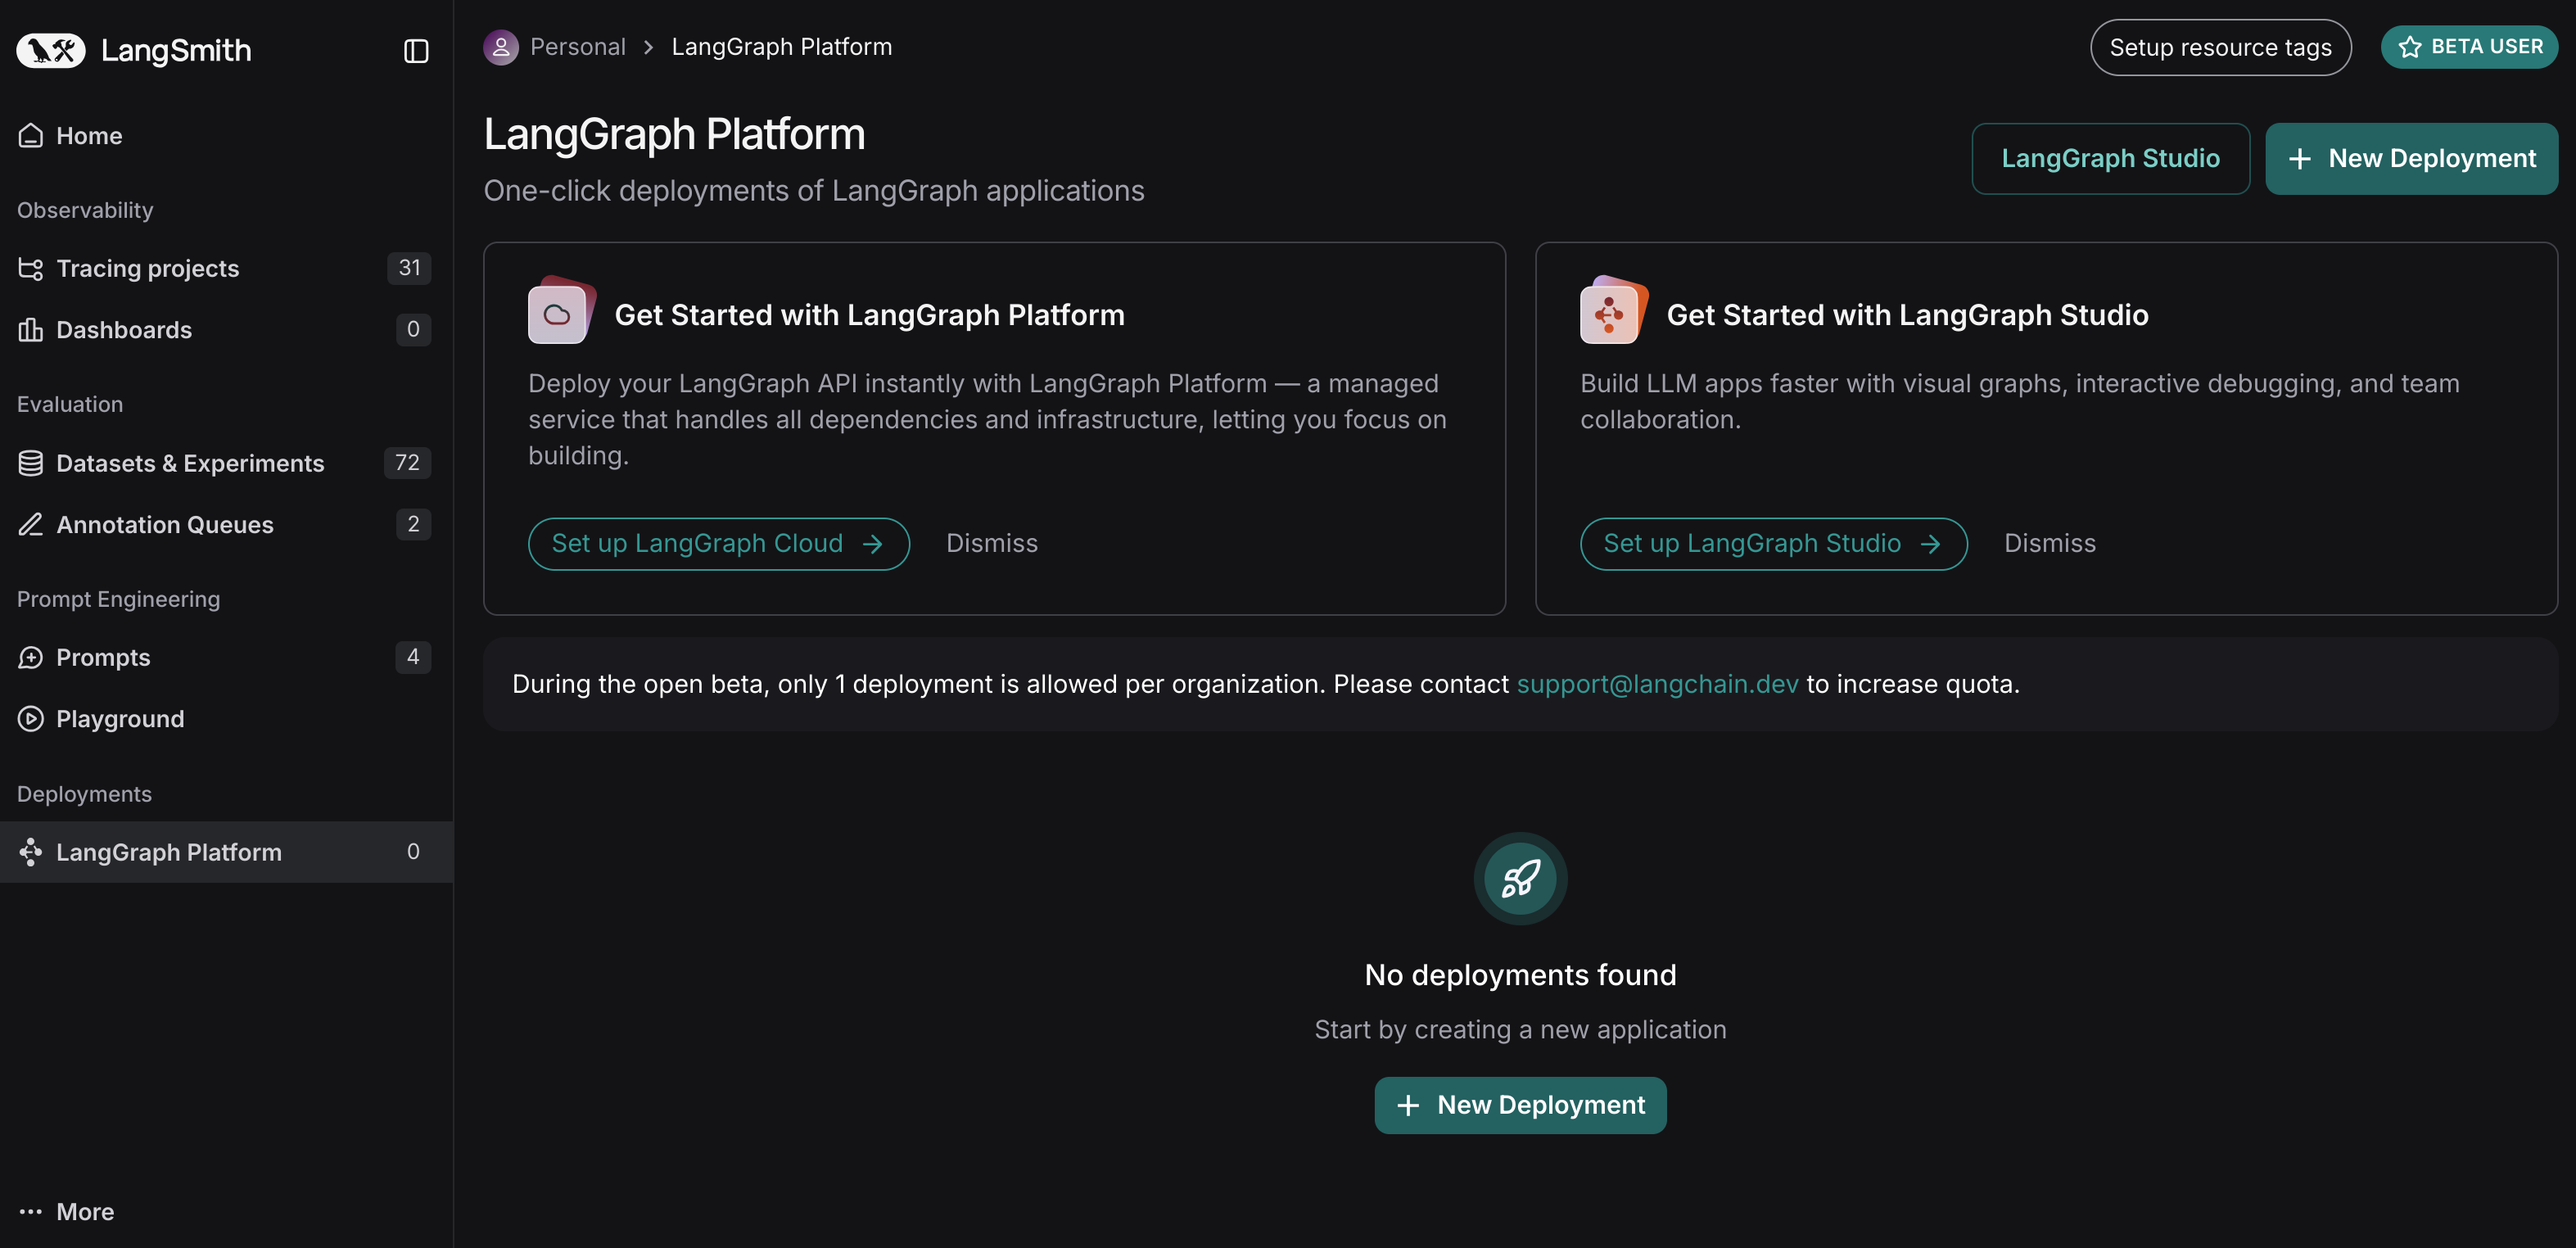 LangSmith
Home
Observability
Tracing projects 31
Dashboards 0
Evaluation
Datasets & Experiments 72
Annotation Queues 2
Prompt Engineering
Prompts 4
Playground
Deployments
LangGraph Platform 0
More
Personal > LangGraph Platform
Setup resource tags
BETA USER
LangGraph Platform
One-click deployments of LangGraph applications
LangGraph Studio
+ New Deployment
Get Started with LangGraph Platform
Deploy your LangGraph API instantly with LangGraph Platform — a managed
service that handles all dependencies and infrastructure, letting you focus on
building.
Set up LangGraph Cloud →
Dismiss
Get Started with LangGraph Studio
Build LLM apps faster with visual graphs, interactive debugging, and team
collaboration.
Set up LangGraph Studio →
Dismiss
During the open beta, only 1 deployment is allowed per organization. Please contact support@langchain.dev to increase quota.
No deployments found
Start by creating a new application
+ New Deployment